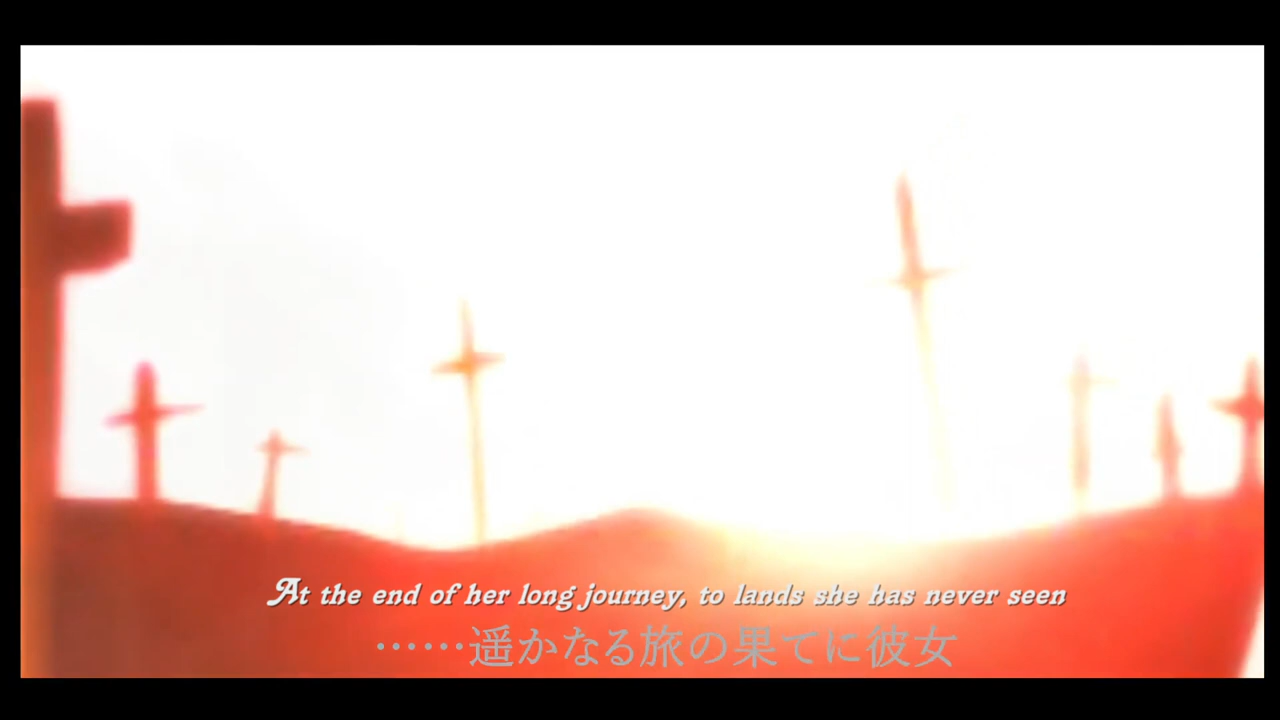 At the end of her long journey, to lands she has never seen
……遥かなる旅の果てに彼女